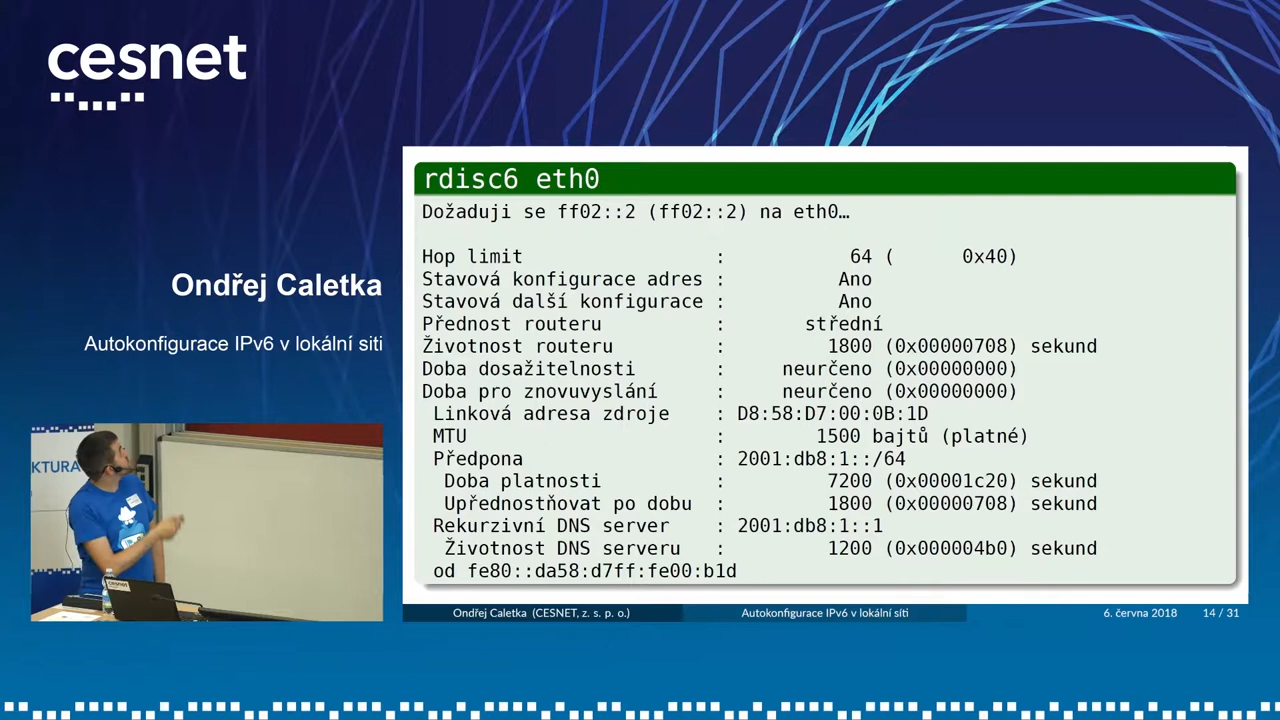 cesnet
rdisc6 eth0
Dožaduji se ff02::2 (ff02::2) na eth0…
Hop limit : 64 ( 0x40)
Stavová konfigurace adres : Ano
Stavová další konfigurace : Ano
Přednost routeru : střední
Životnost routeru : 1800 (0x00000708) sekund
Doba dosažitelnosti : neurčeno (0x00000000)
Doba pro znovuvyslání : neurčeno (0x00000000)
Linková adresa zdroje : D8:58:D7:00:0B:1D
MTU : 1500 bajtů (platné)
Předpona : 2001:db8:1::/64
Doba platnosti : 7200 (0x00001c20) sekund
Upřednostňovat po dobu : 1800 (0x00000708) sekund
Rekurzivní DNS server : 2001:db8:1::1
Životnost DNS serveru : 1200 (0x000004b0) sekund
od fe80::da58:d7ff:fe00:b1d
Ondřej Caletka
Autokonfigurace IPv6 v lokální siti
KTURA
cesnet
Ondřej Caletka (CESNET, z. s. p. o.)
Autokonfigurace IPv6 v lokální síti
6. června 2018
14 / 31